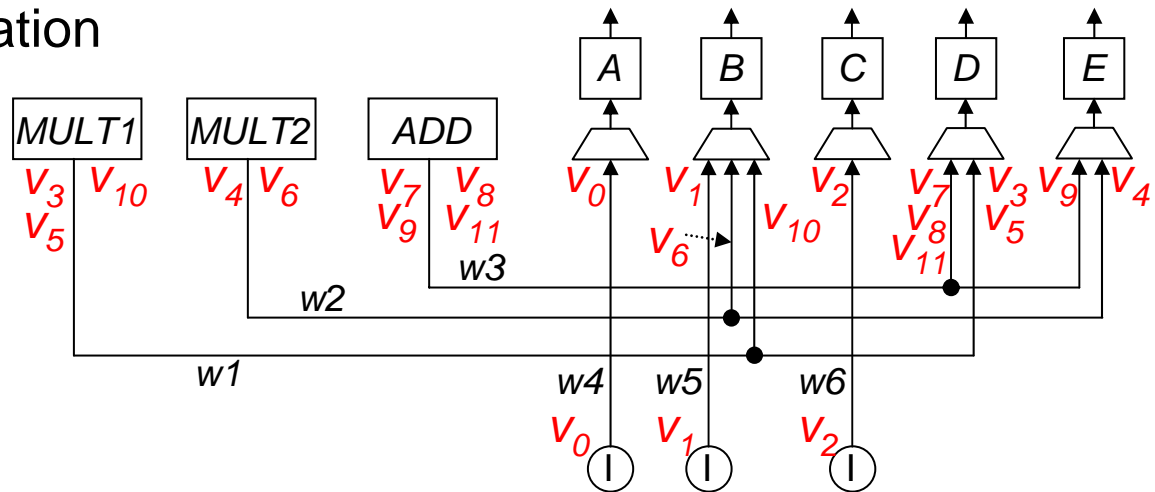 ation
A B C D E
MULT1 MULT2 ADD
v3 v10 v4 v6 v7 v8 v0 v1 v2 v7 v3 v9 v4
v5 v9 v11 v6 v10 v8 v5
v11
w3
w2
w1
w4 w5 w6
v0 v1 v2
I I I